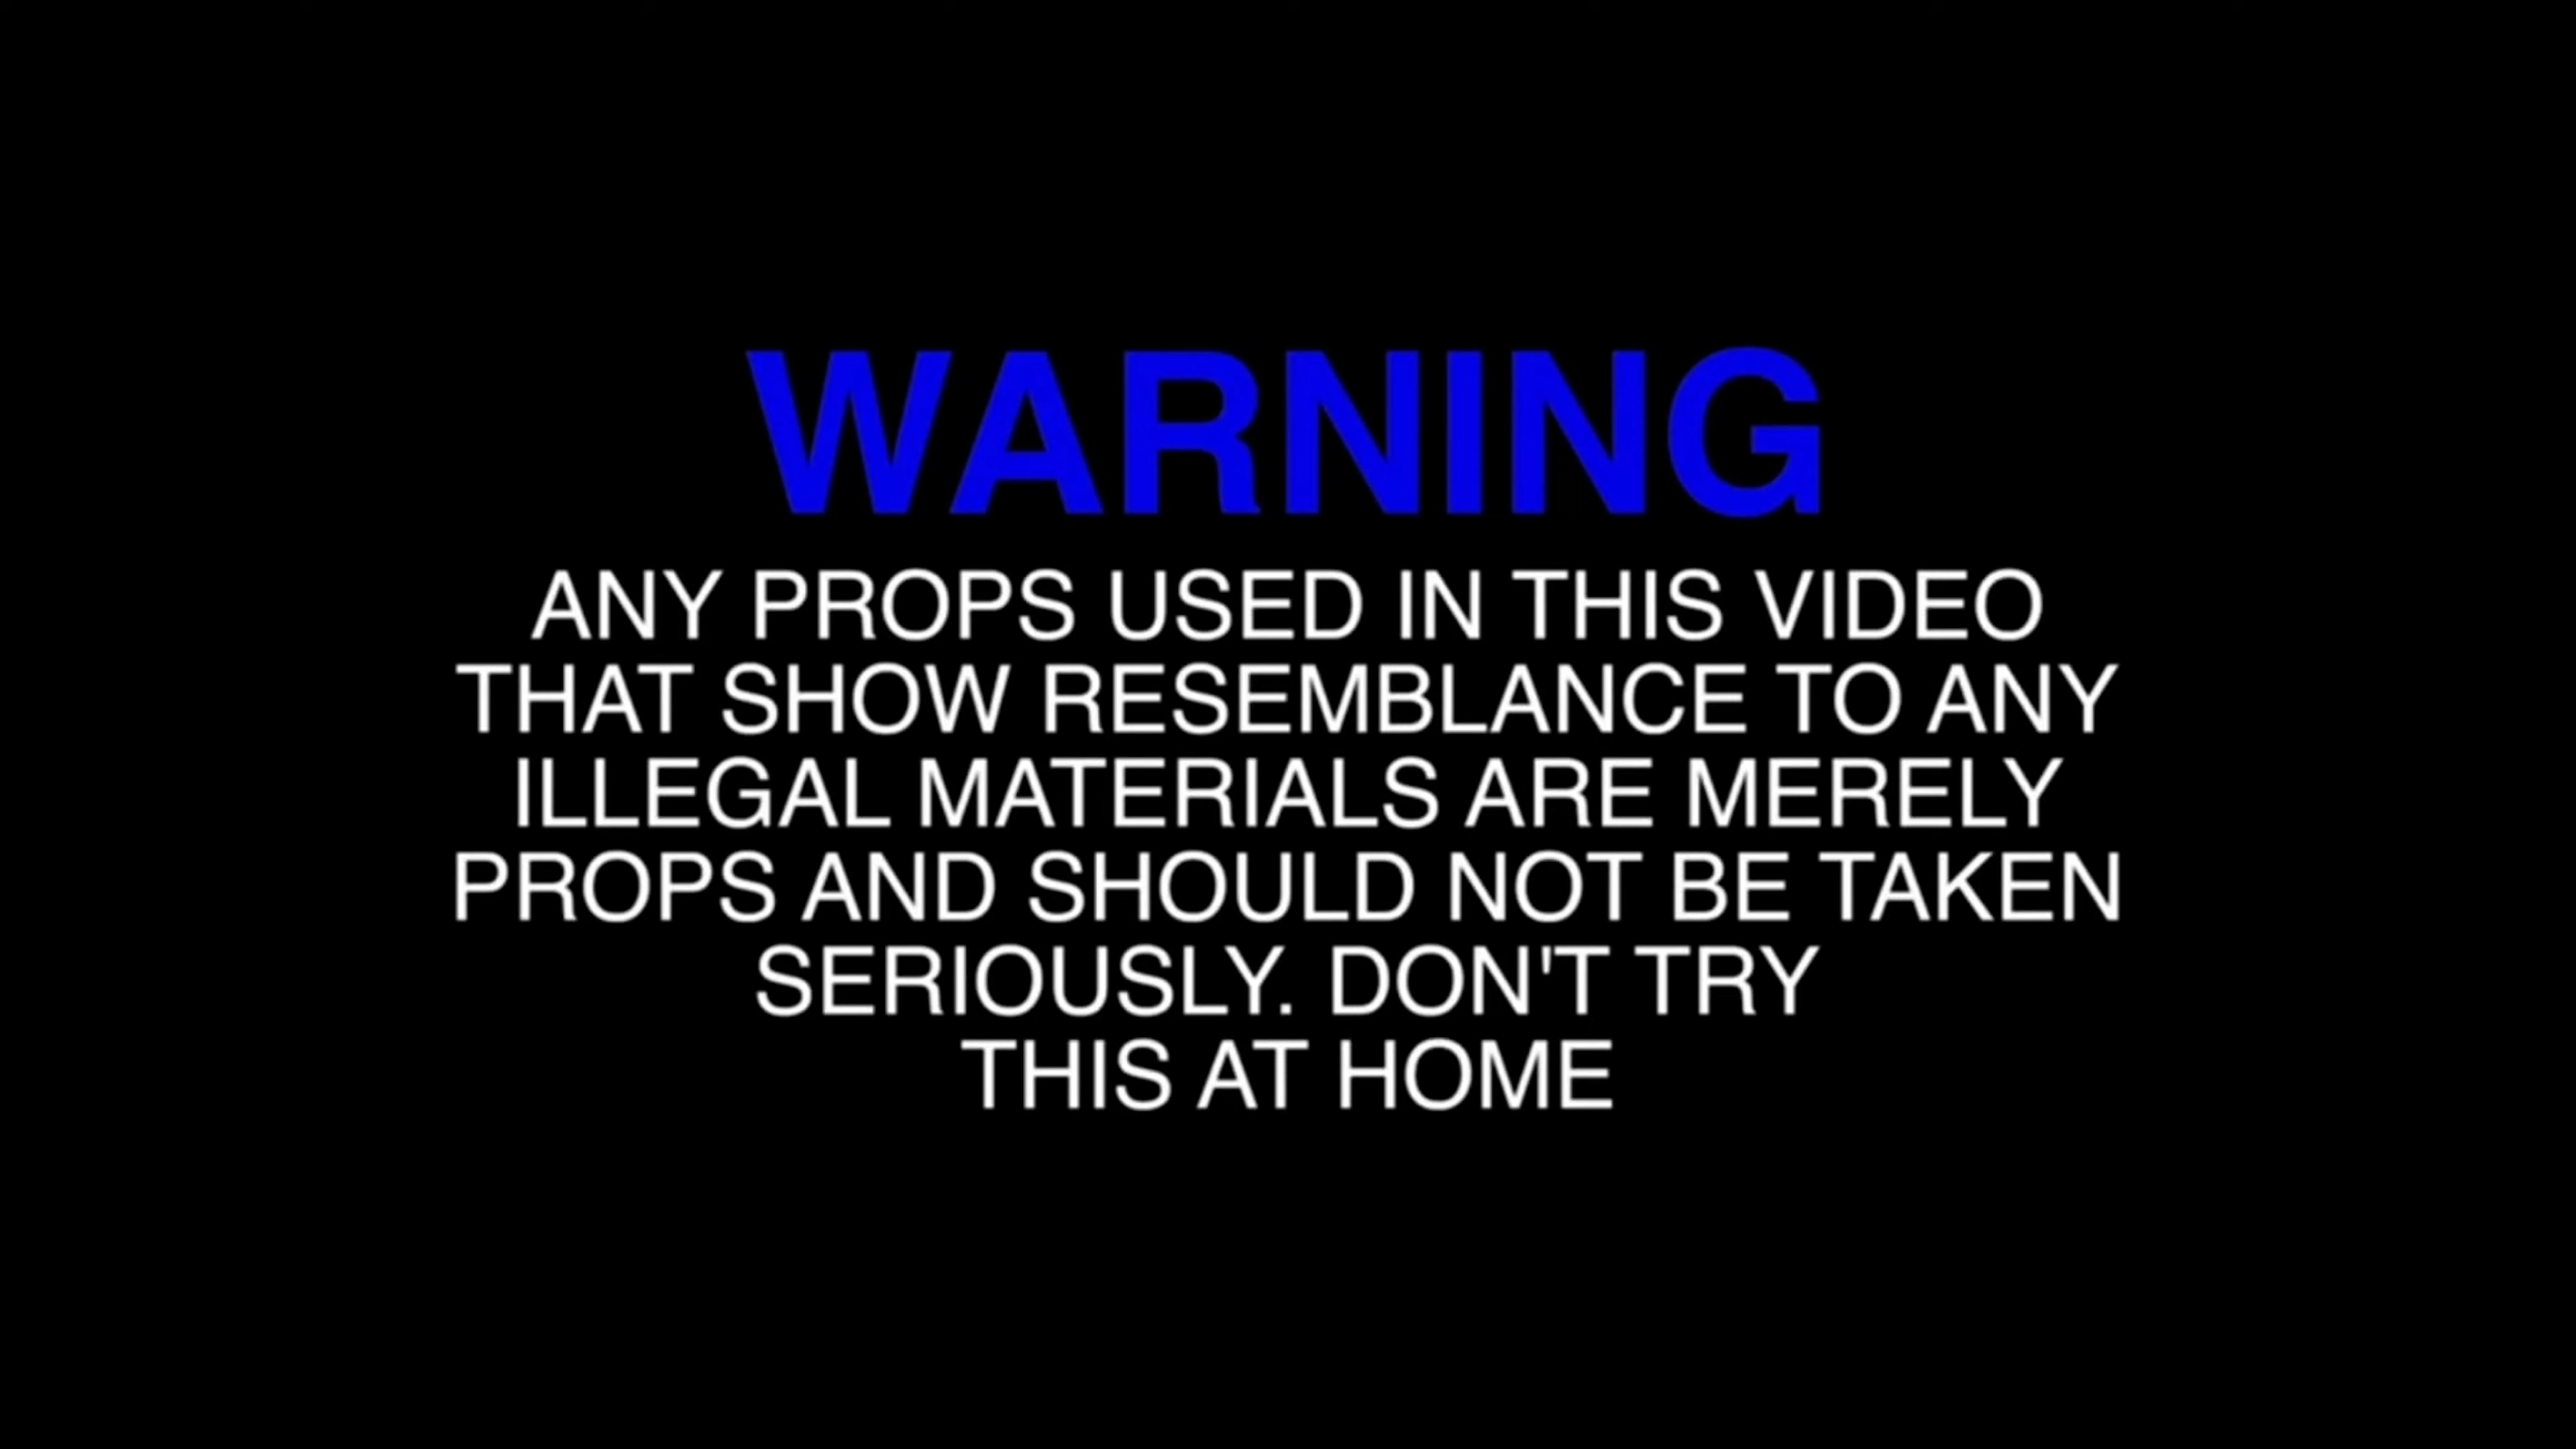 WARNING
ANY PROPS USED IN THIS VIDEO
THAT SHOW RESEMBLANCE TO ANY
ILLEGAL MATERIALS ARE MERELY
PROPS AND SHOULD NOT BE TAKEN
SERIOUSLY. DON'T TRY
THIS AT HOME